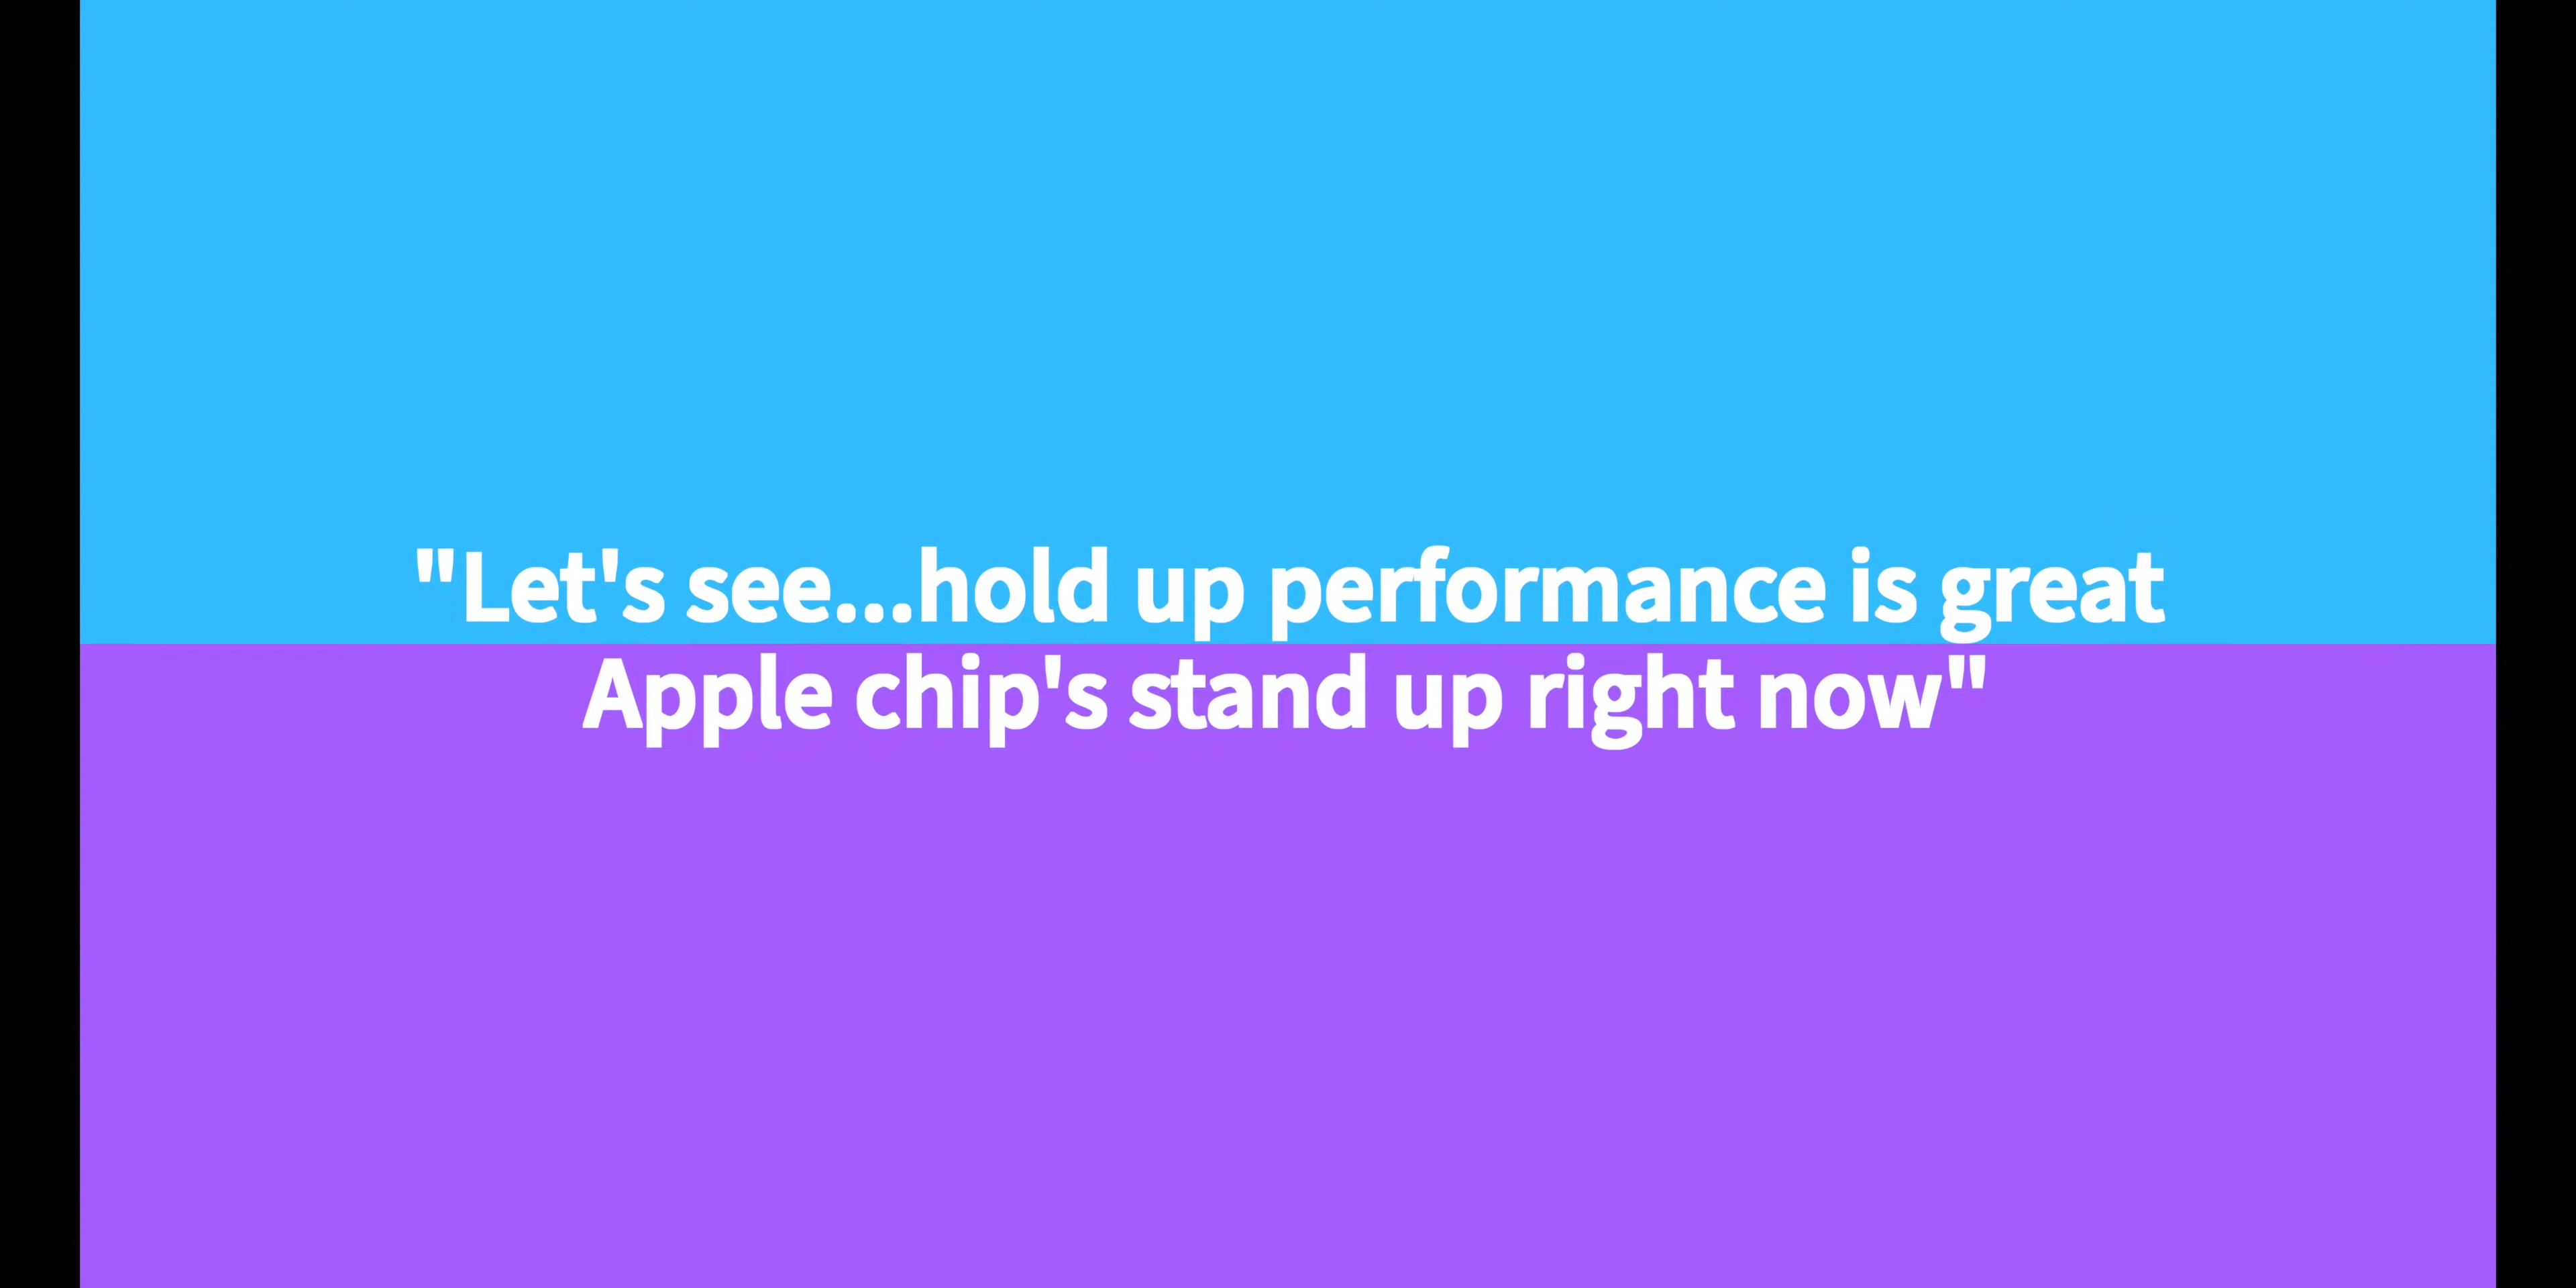 "Let's see...hold up performance is great
Apple chip's stand up right now"